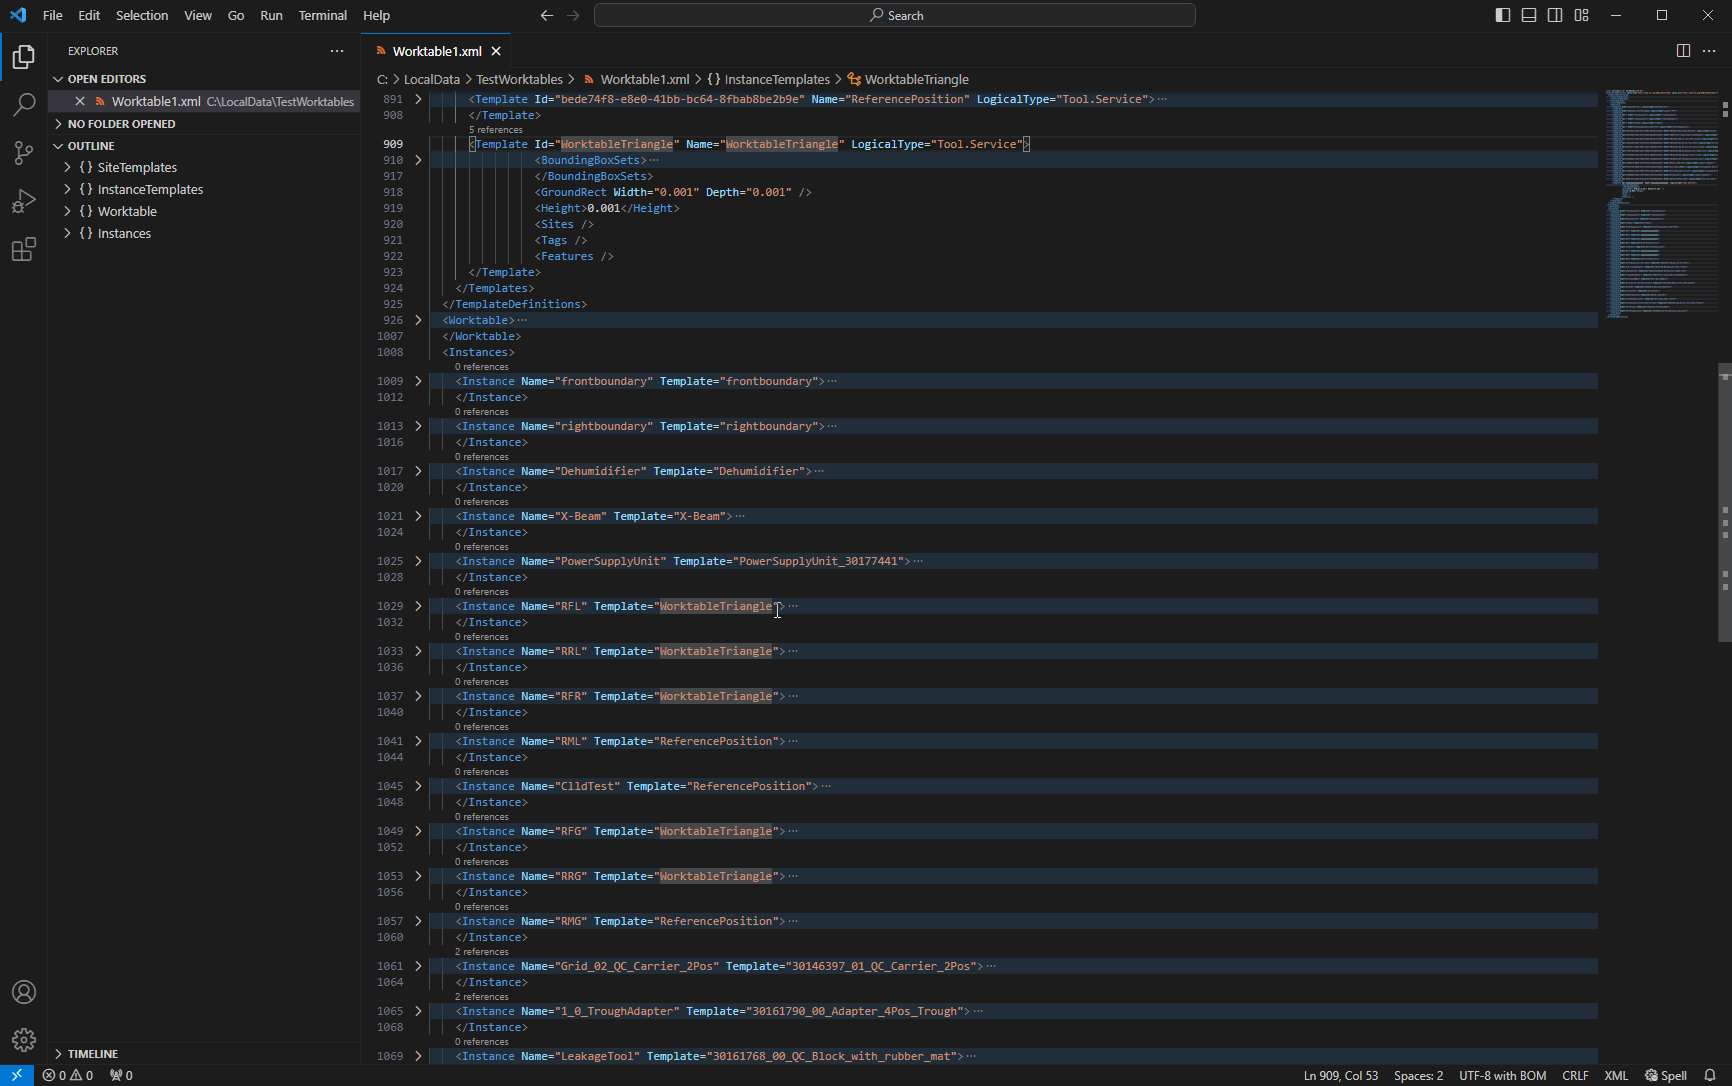 File Edit Selection View Go Run Terminal Help Search
EXPLORER
OPEN EDITORS
Worktable1.xml C:\LocalData\TestWorktables
NO FOLDER OPENED
OUTLINE
{} SiteTemplates
{} InstanceTemplates
{} Worktable
{} Instances
TIMELINE
Worktable1.xml
C: > LocalData > TestWorktables > Worktable1.xml > {} InstanceTemplates > WorktableTriangle
891 <Template Id="bede74f8-e8e0-41bb-bc64-8fbab8be2b9e" Name="ReferencePosition" LogicalType="Tool.Service">…
908 </Template>
5 references
909 <Template Id="WorktableTriangle" Name="WorktableTriangle" LogicalType="Tool.Service">
910 <BoundingBoxSets>…
917 </BoundingBoxSets>
918 <GroundRect Width="0.001" Depth="0.001" />
919 <Height>0.001</Height>
920 <Sites />
921 <Tags />
922 <Features />
923 </Template>
924 </Templates>
925 </TemplateDefinitions>
926 <Worktable>…
1007 </Worktable>
1008 <Instances>
0 references
1009 <Instance Name="frontboundary" Template="frontboundary">…
1012 </Instance>
0 references
1013 <Instance Name="rightboundary" Template="rightboundary">…
1016 </Instance>
0 references
1017 <Instance Name="Dehumidifier" Template="Dehumidifier">…
1020 </Instance>
0 references
1021 <Instance Name="X-Beam" Template="X-Beam">…
1024 </Instance>
0 references
1025 <Instance Name="PowerSupplyUnit" Template="PowerSupplyUnit_30177441">…
1028 </Instance>
0 references
1029 <Instance Name="RFL" Template="WorktableTriangle">…
1032 </Instance>
0 references
1033 <Instance Name="RRL" Template="WorktableTriangle">…
1036 </Instance>
0 references
1037 <Instance Name="RFR" Template="WorktableTriangle">…
1040 </Instance>
0 references
1041 <Instance Name="RML" Template="ReferencePosition">…
1044 </Instance>
0 references
1045 <Instance Name="ClldTest" Template="ReferencePosition">…
1048 </Instance>
0 references
1049 <Instance Name="RFG" Template="WorktableTriangle">…
1052 </Instance>
0 references
1053 <Instance Name="RRG" Template="WorktableTriangle">…
1056 </Instance>
0 references
1057 <Instance Name="RMG" Template="ReferencePosition">…
1060 </Instance>
2 references
1061 <Instance Name="Grid_02_QC_Carrier_2Pos" Template="30146397_01_QC_Carrier_2Pos">…
1064 </Instance>
2 references
1065 <Instance Name="1_0_TroughAdapter" Template="30161790_00_Adapter_4Pos_Trough">…
1068 </Instance>
0 references
1069 <Instance Name="LeakageTool" Template="30161768_00_QC_Block_with_rubber_mat">…
0 0 0 Ln 909, Col 53 Spaces: 2 UTF-8 with BOM CRLF XML Spell